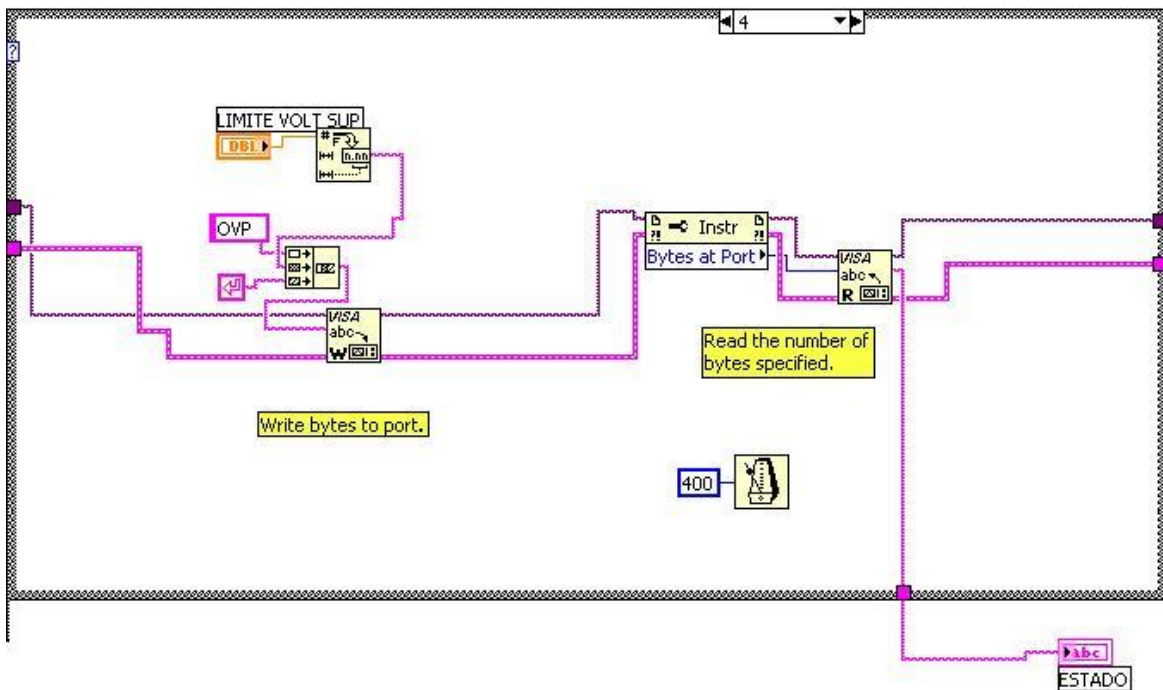 4
?
LIMITE VOLT SUP
DBL
#
F
n.nn
OVP
Instr
Bytes at Port
VISA
abc
R
VISA
abc
W
Read the number of
bytes specified.
Write bytes to port.
400
abc
ESTADO